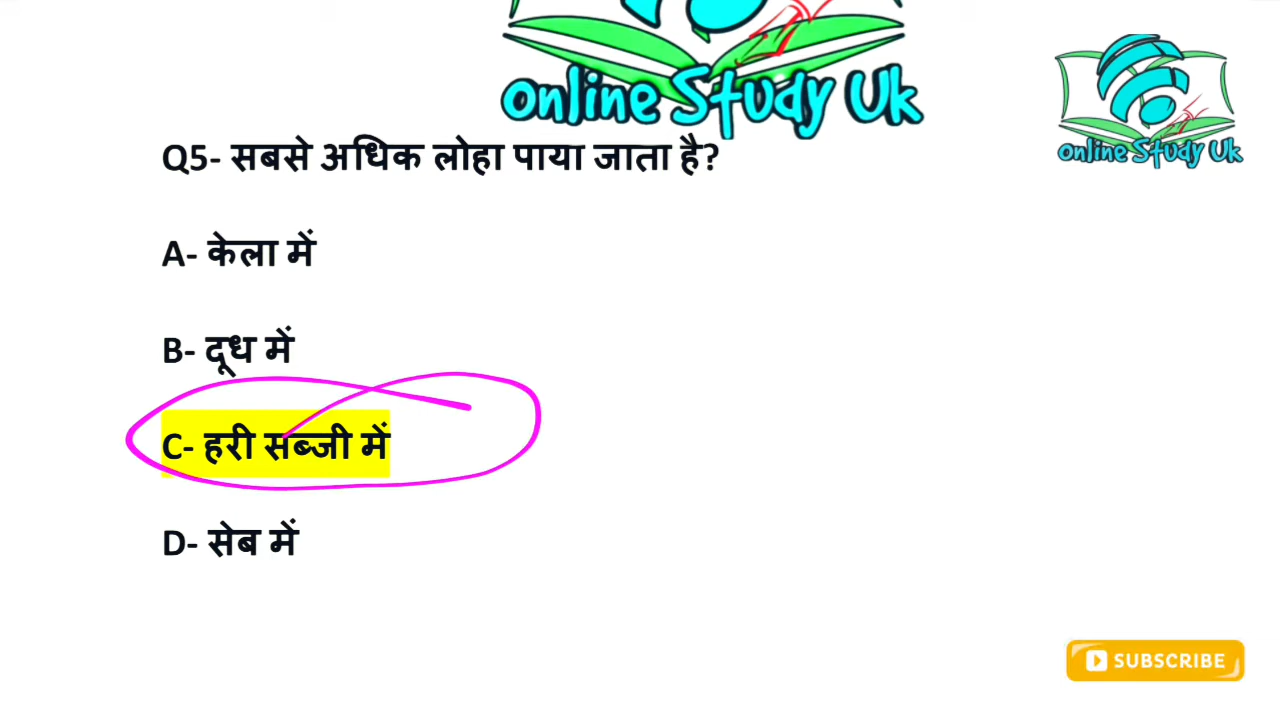 Online Study Uk
Online Study Uk
Q5- सबसे अधिक लोहा पाया जाता है?
A- केला में
B- दूध में
C- हरी सब्जी में
D- सेब में
SUBSCRIBE